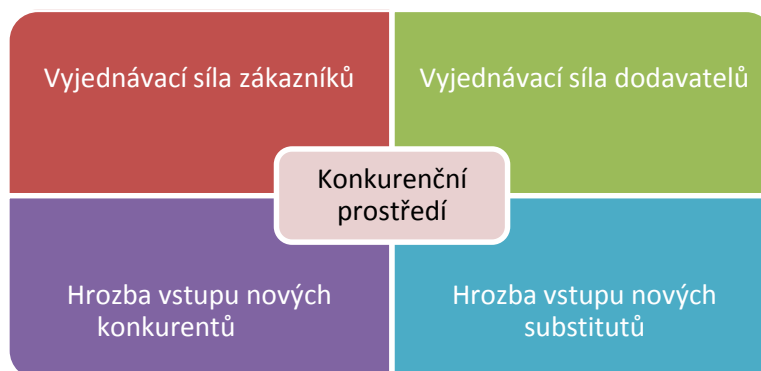 Vyjednávací síla zákazníků
Vyjednávací síla dodavatelů
Konkurenční
prostředí
Hrozba vstupu nových
konkurentů
Hrozba vstupu nových
substitutů